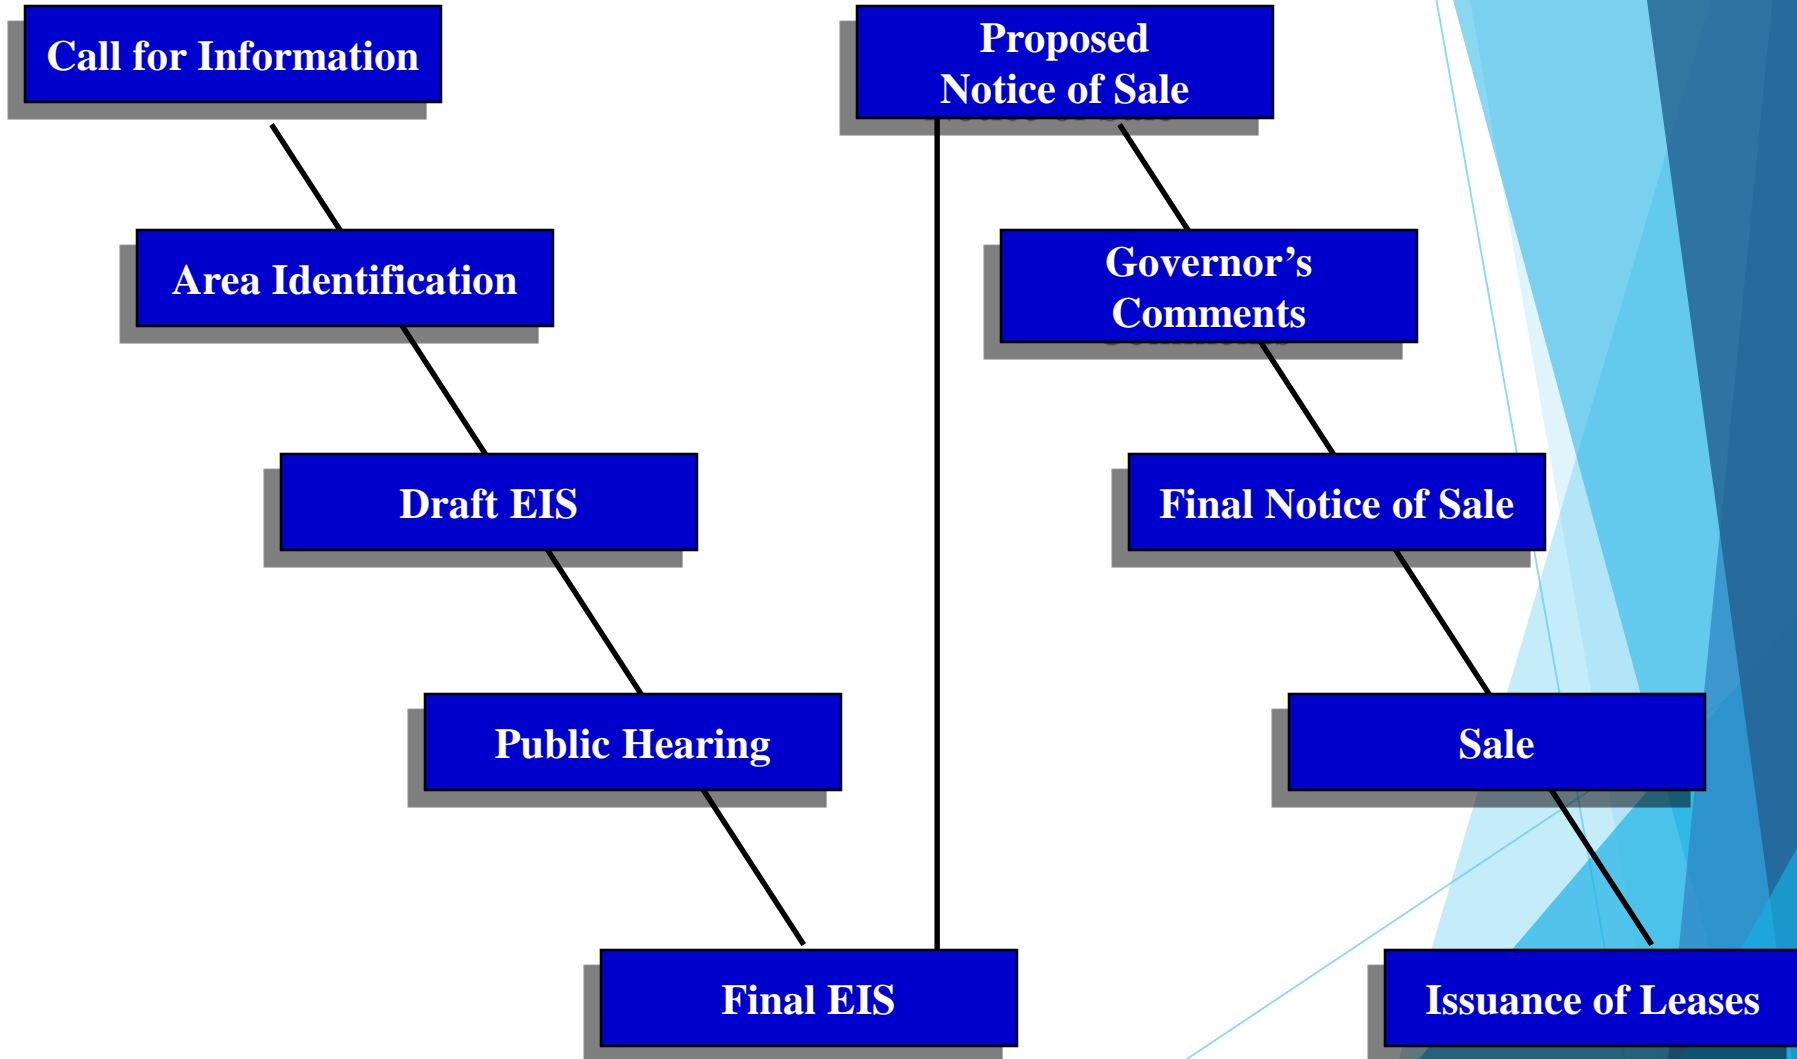 Call for Information
Area Identification
Draft EIS
Public Hearing
Final EIS
Proposed
Notice of Sale
Governor’s
Comments
Final Notice of Sale
Sale
Issuance of Leases